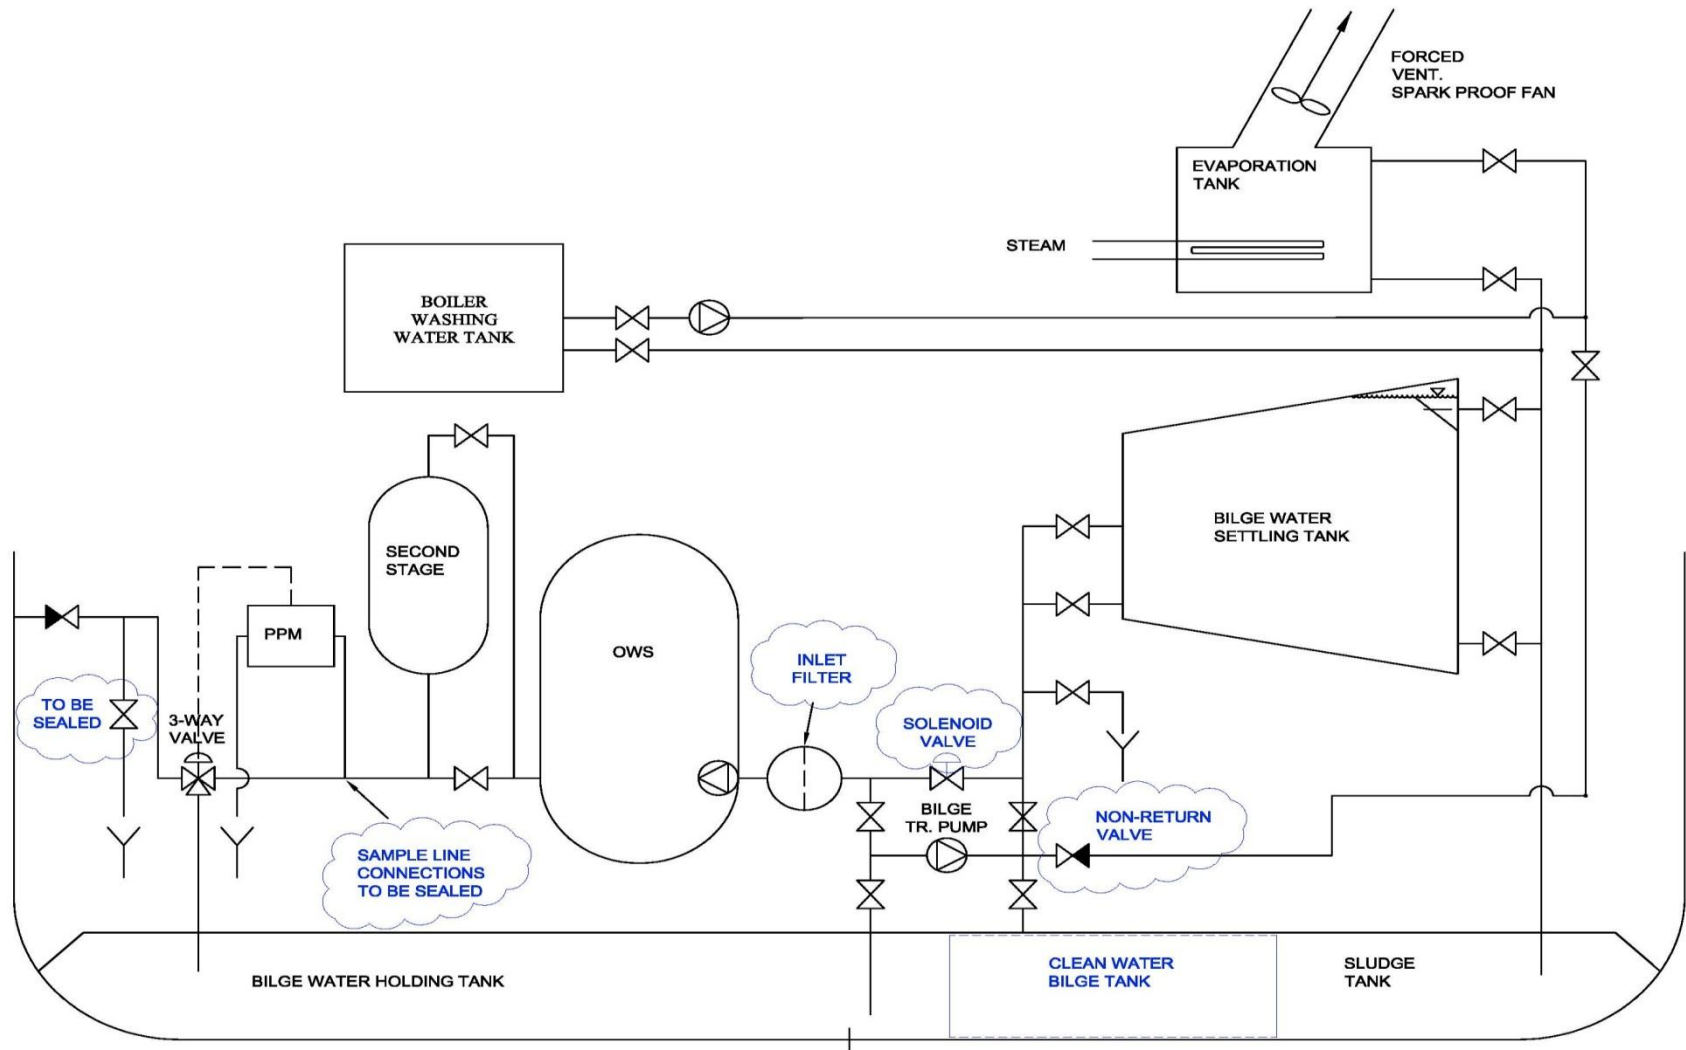 FORCED
VENT.
SPARK PROOF FAN
EVAPORATION
TANK
STEAM
BOILER
WASHING
WATER TANK
BILGE WATER
SETTLING TANK
SECOND
STAGE
PPM
OWS
INLET
FILTER
TO BE
SEALED
3-WAY
VALVE
SOLENOID
VALVE
BILGE
TR. PUMP
NON-RETURN
VALVE
SAMPLE LINE
CONNECTIONS
TO BE SEALED
BILGE WATER HOLDING TANK
CLEAN WATER
BILGE TANK
SLUDGE
TANK